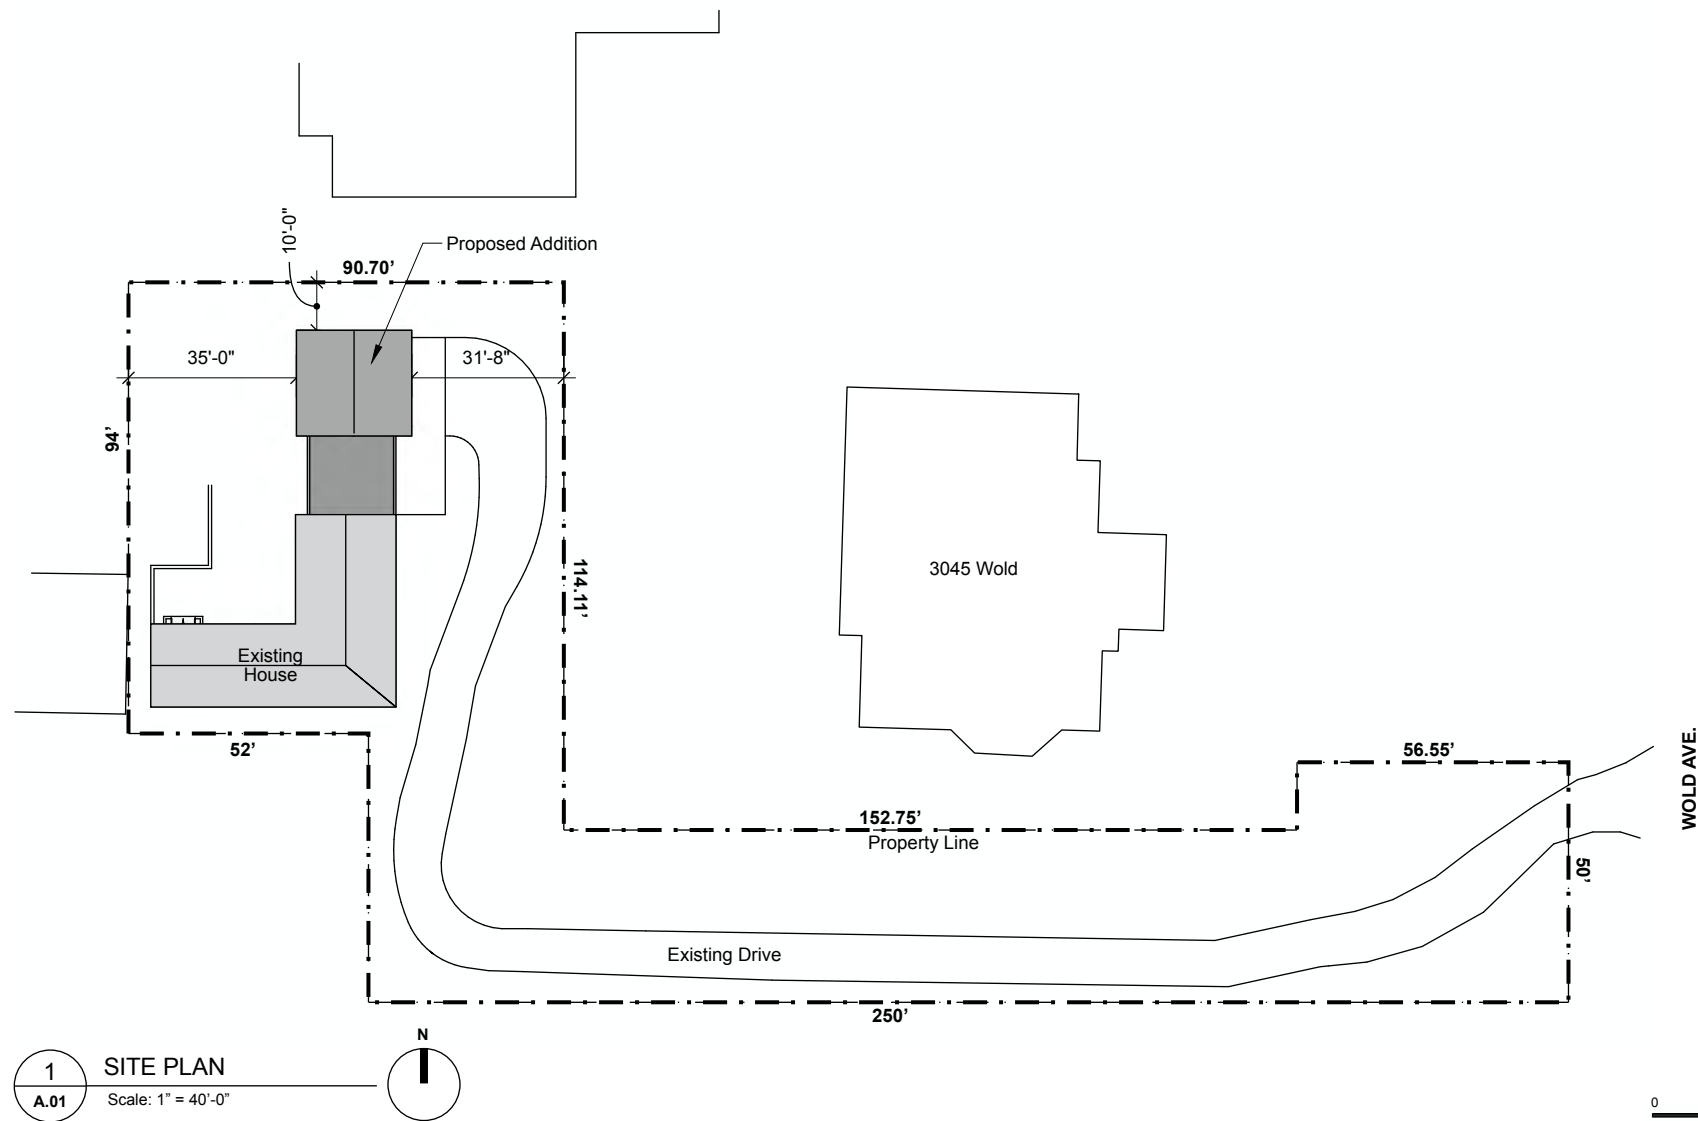 10'-0"
Proposed Addition
90.70’
35'-0"
31'-8"
94’
114.11’
3045 Wold
Existing
House
52’
56.55’
WOLD AVE.
152.75’
Property Line
50’
Existing Drive
250’
N
1
SITE PLAN
A.01
Scale: 1” = 40’-0”
0